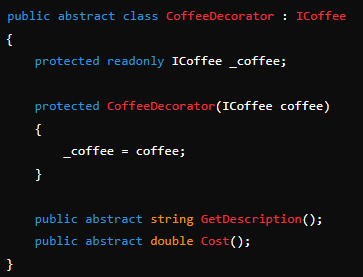 public abstract class CoffeeDecorator : ICoffee
{
    protected readonly ICoffee _coffee;
    protected CoffeeDecorator(ICoffee coffee)
    {
        _coffee = coffee;
    }
    public abstract string GetDescription();
    public abstract double Cost();
}